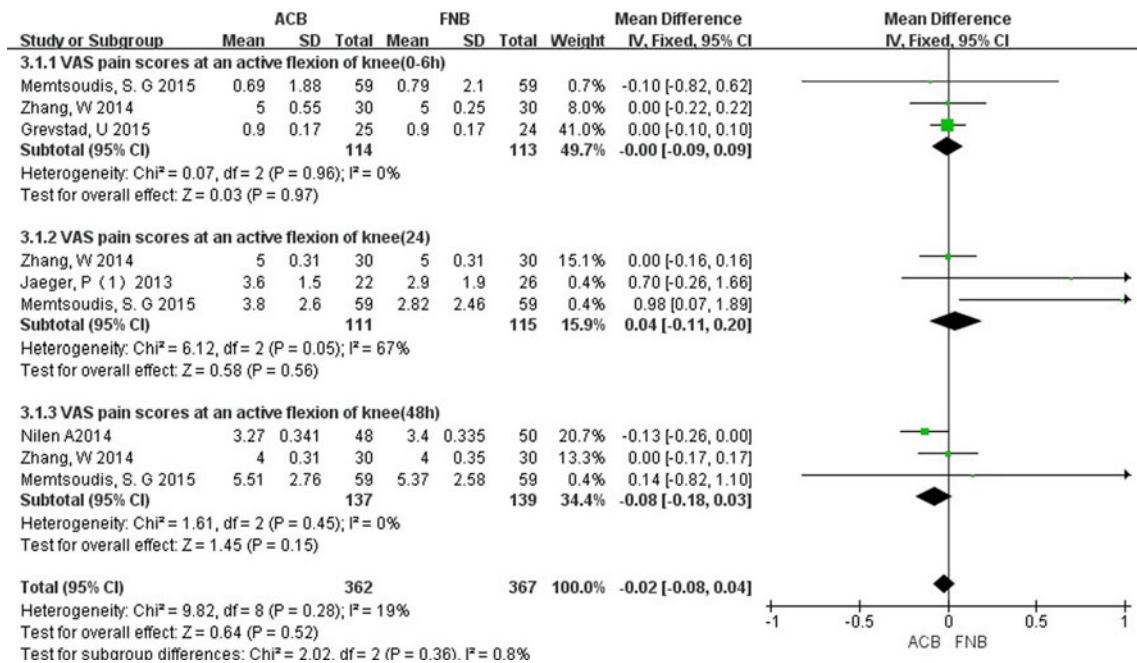 ACB FNB Mean Difference Mean Difference
Study or Subgroup Mean SD Total Mean SD Total Weight IV, Fixed, 95% CI IV, Fixed, 95% CI
3.1.1 VAS pain scores at an active flexion of knee(0-6h)
Memtsoudis, S. G 2015 0.69 1.88 59 0.79 2.1 59 0.7% -0.10 [-0.82, 0.62]
Zhang, W 2014 5 0.55 30 5 0.25 30 8.0% 0.00 [-0.22, 0.22]
Grevstad, U 2015 0.9 0.17 25 0.9 0.17 24 41.0% 0.00 [-0.10, 0.10]
Subtotal (95% CI) 114 113 49.7% -0.00 [-0.09, 0.09]
Heterogeneity: Chi² = 0.07, df = 2 (P = 0.96); I² = 0%
Test for overall effect: Z = 0.03 (P = 0.97)
3.1.2 VAS pain scores at an active flexion of knee(24)
Zhang, W 2014 5 0.31 30 5 0.31 30 15.1% 0.00 [-0.16, 0.16]
Jaeger, P (1) 2013 3.6 1.5 22 2.9 1.9 26 0.4% 0.70 [-0.26, 1.66]
Memtsoudis, S. G 2015 3.8 2.6 59 2.82 2.46 59 0.4% 0.98 [0.07, 1.89]
Subtotal (95% CI) 111 115 15.9% 0.04 [-0.11, 0.20]
Heterogeneity: Chi² = 6.12, df = 2 (P = 0.05); I² = 67%
Test for overall effect: Z = 0.58 (P = 0.56)
3.1.3 VAS pain scores at an active flexion of knee(48h)
Nilen A2014 3.27 0.341 48 3.4 0.335 50 20.7% -0.13 [-0.26, 0.00]
Zhang, W 2014 4 0.31 30 4 0.35 30 13.3% 0.00 [-0.17, 0.17]
Memtsoudis, S. G 2015 5.51 2.76 59 5.37 2.58 59 0.4% 0.14 [-0.82, 1.10]
Subtotal (95% CI) 137 139 34.4% -0.08 [-0.18, 0.03]
Heterogeneity: Chi² = 1.61, df = 2 (P = 0.45); I² = 0%
Test for overall effect: Z = 1.45 (P = 0.15)
Total (95% CI) 362 367 100.0% -0.02 [-0.08, 0.04]
Heterogeneity: Chi² = 9.82, df = 8 (P = 0.28); I² = 19%
Test for overall effect: Z = 0.64 (P = 0.52)
Test for subgroup differences: Chi² = 2.02, df = 2 (P = 0.36), I² = 0.8%
-1 -0.5 0 0.5 1
ACB FNB